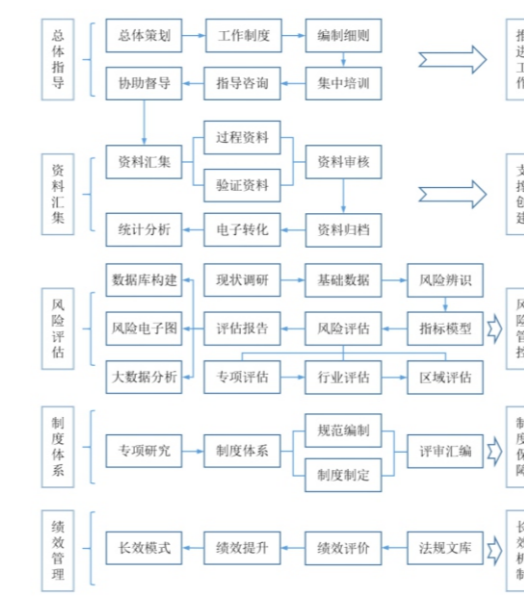 总体指导
总体策划
工作制度
编制细则
协助督导
指导咨询
集中培训
资料汇集
资料汇集
过程资料
验证资料
资料审核
统计分析
电子转化
资料归档
风险评估
数据库构建
现状调研
基础数据
风险辨识
风险电子图
评估报告
风险评估
指标模型
大数据分析
专项评估
行业评估
区域评估
制度体系
专项研究
制度体系
规范编制
制度制定
评审汇编
绩效管理
长效模式
绩效提升
绩效评价
法规文库